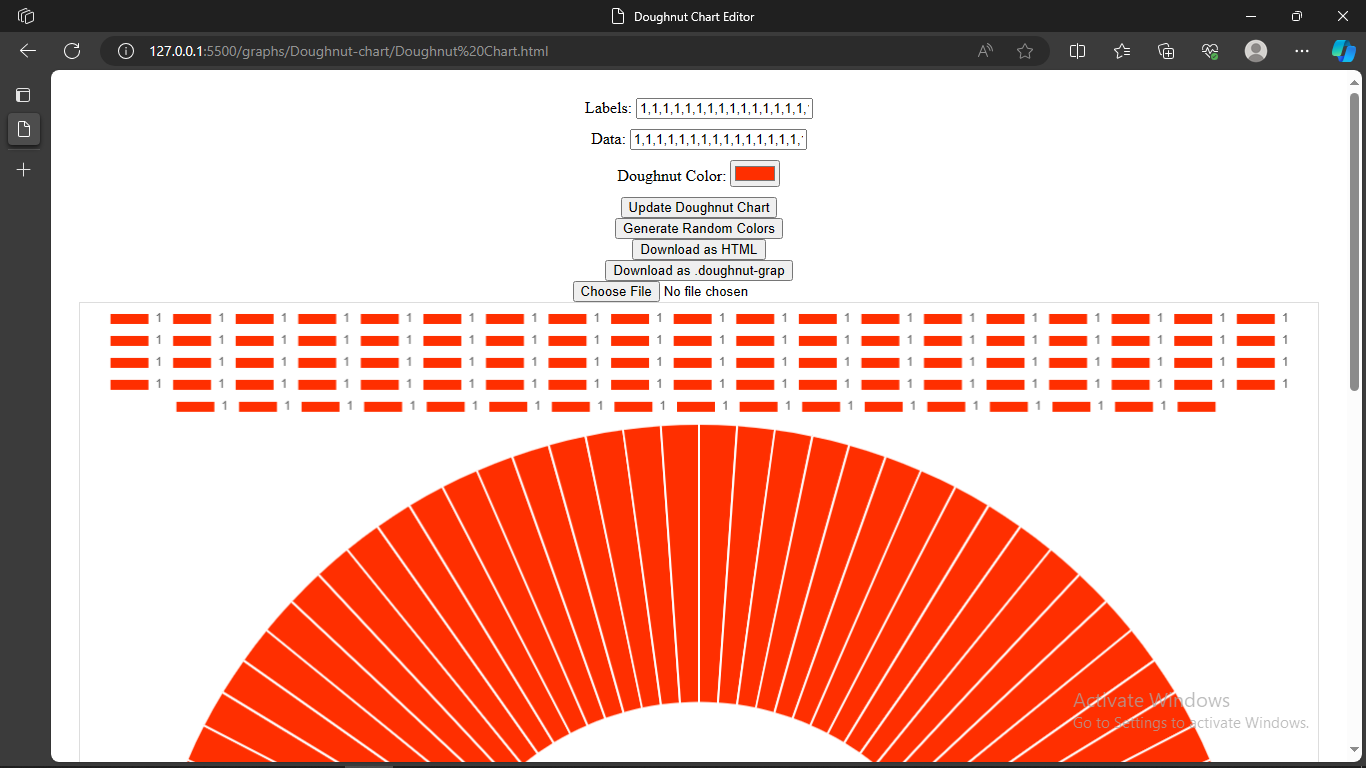 Doughnut Chart Editor
127.0.0.1:5500/graphs/Doughnut-chart/Doughnut%20Chart.html
Labels: 1,1,1,1,1,1,1,1,1,1,1,1,1,1,1,
Data: 1,1,1,1,1,1,1,1,1,1,1,1,1,1,1,
Doughnut Color:
Update Doughnut Chart
Generate Random Colors
Download as HTML
Download as .doughnut-grap
Choose File No file chosen
1 1 1 1 1 1 1 1 1 1 1 1 1 1 1 1 1 1 1
1 1 1 1 1 1 1 1 1 1 1 1 1 1 1 1 1 1 1
1 1 1 1 1 1 1 1 1 1 1 1 1 1 1 1 1 1 1
1 1 1 1 1 1 1 1 1 1 1 1 1 1 1 1 1 1 1
1 1 1 1 1 1 1 1 1 1 1 1 1 1 1 1
Activate Windows
Go to Settings to activate Windows.